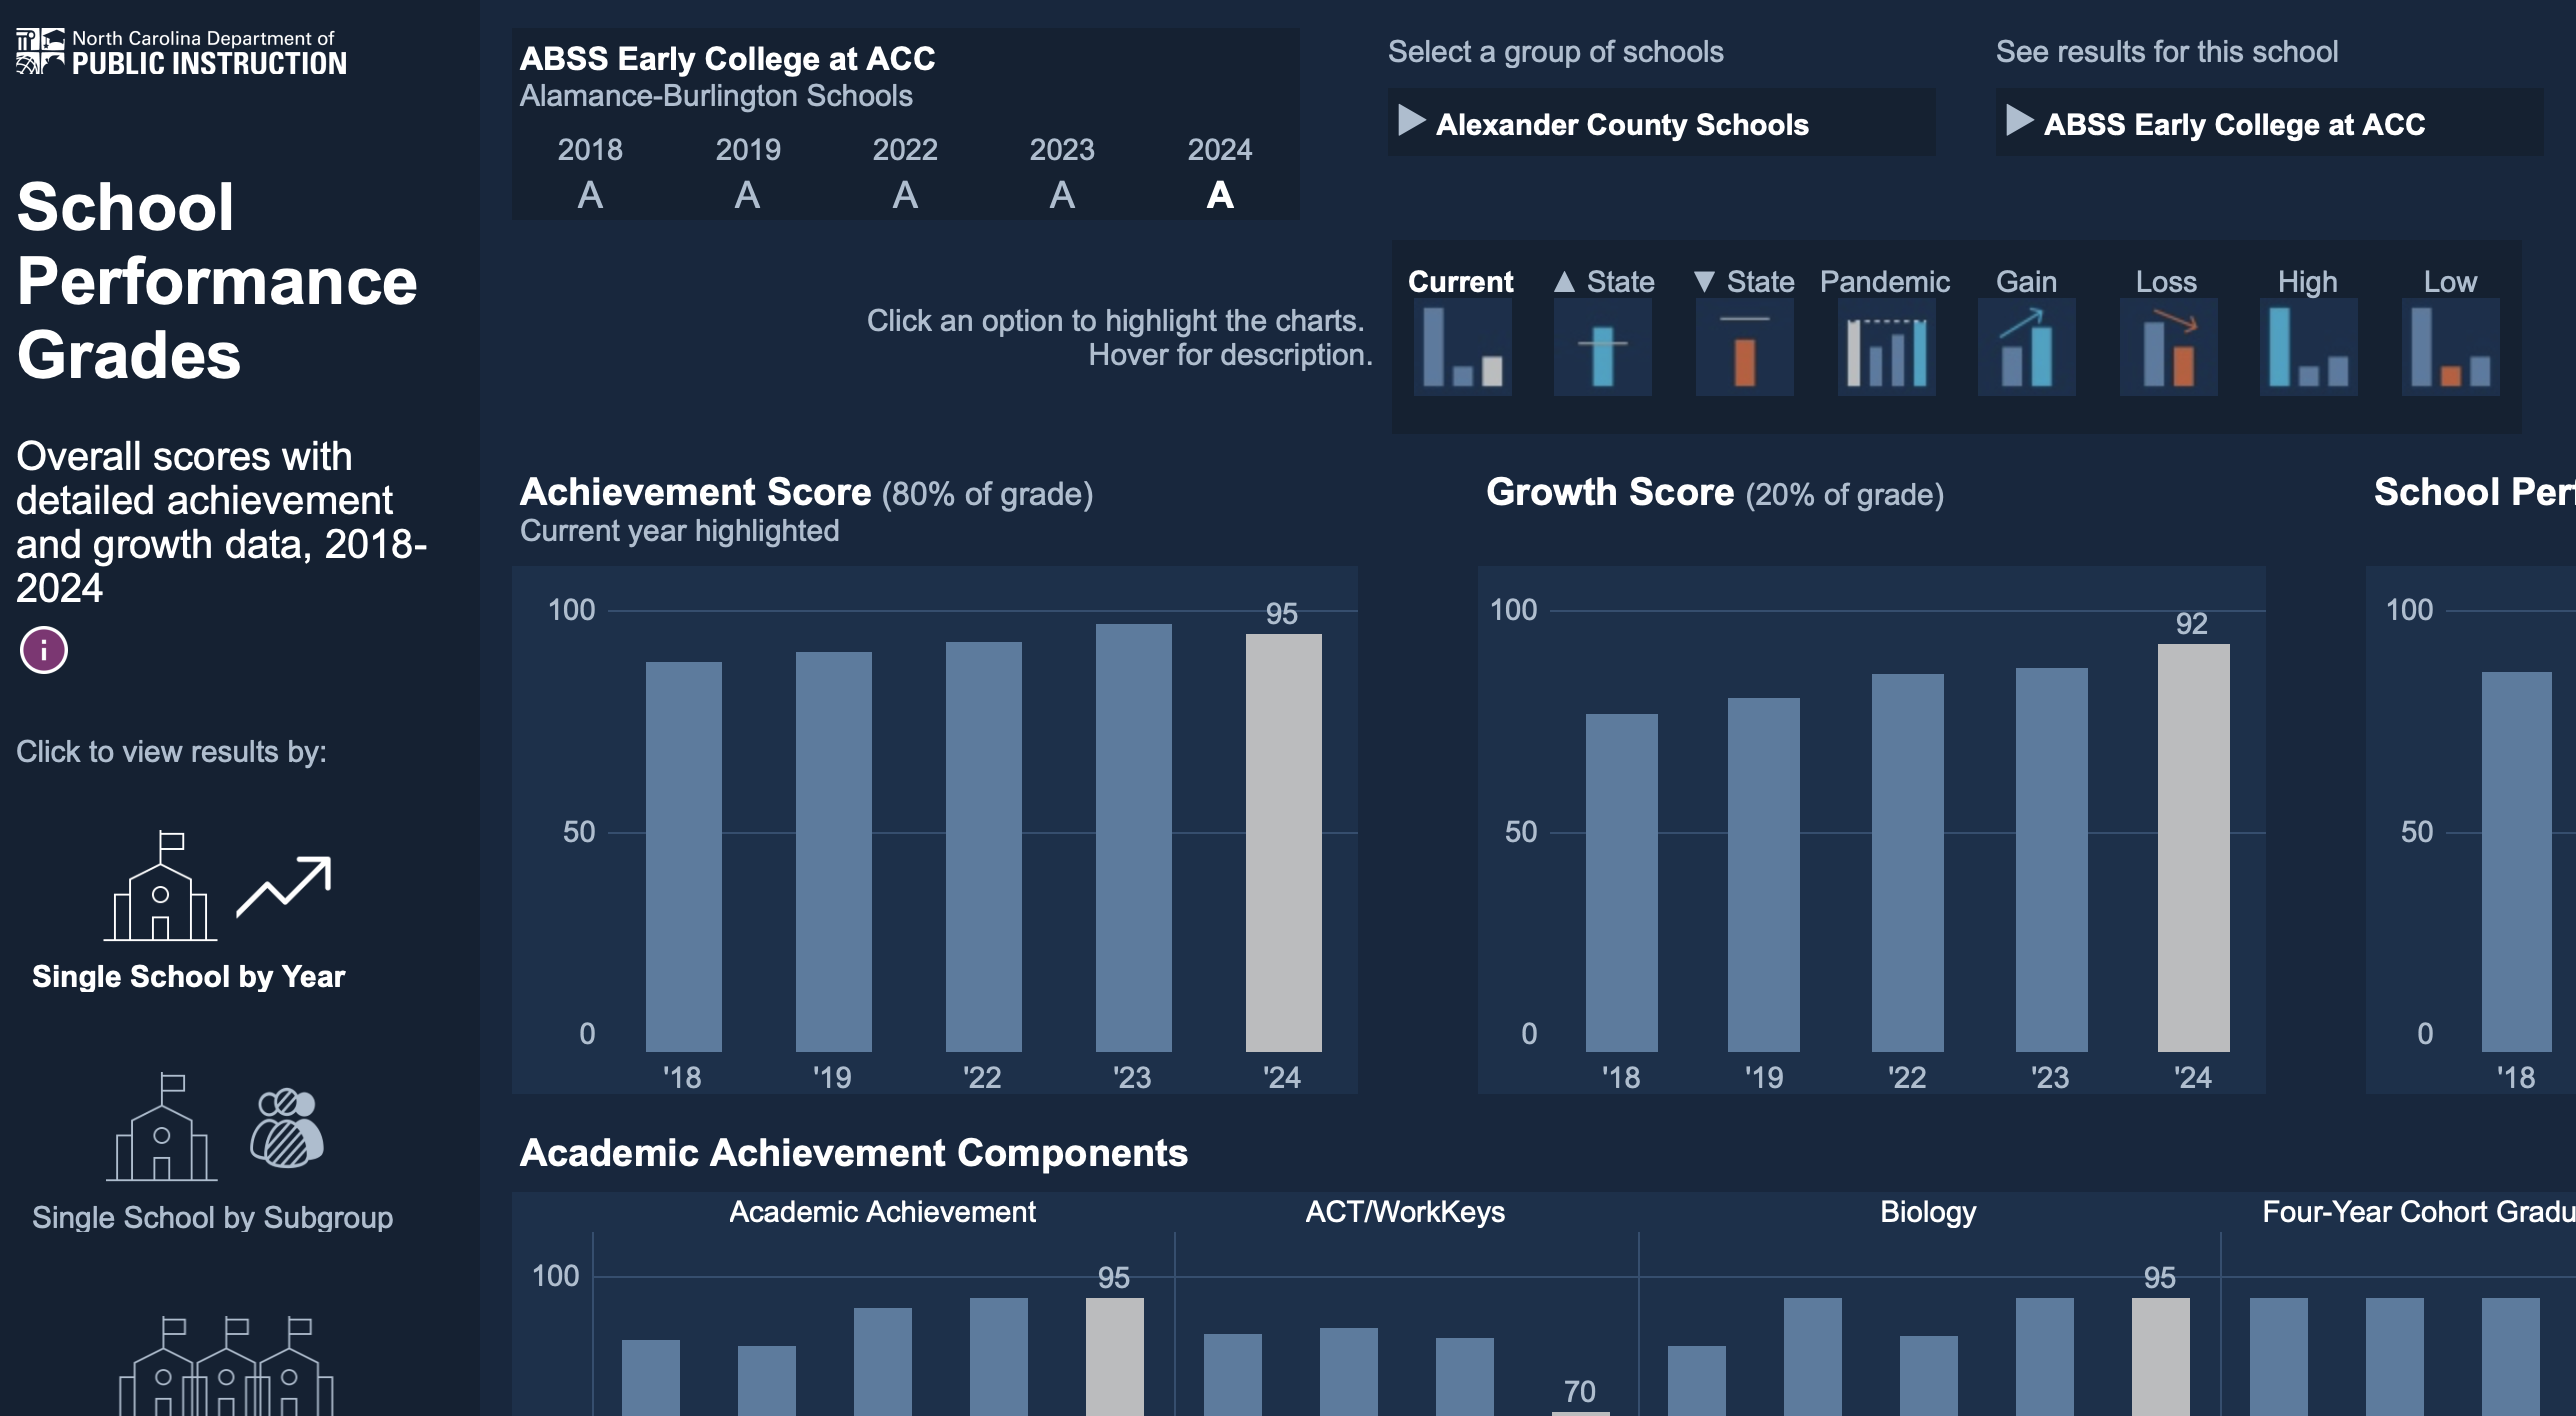 North Carolina Department of
PUBLIC INSTRUCTION
School
Performance
Grades
Overall scores with
detailed achievement
and growth data, 2018-
2024
i
Click to view results by:
Single School by Year
Single School by Subgroup
ABSS Early College at ACC
Alamance-Burlington Schools
2018 2019 2022 2023 2024
A A A A A
Select a group of schools
▶ Alexander County Schools
See results for this school
▶ ABSS Early College at ACC
Click an option to highlight the charts.
Hover for description.
Current ▲ State ▼ State Pandemic Gain Loss High Low
Achievement Score (80% of grade)
Current year highlighted
100
95
50
0
'18 '19 '22 '23 '24
Growth Score (20% of grade)
100
92
50
0
'18 '19 '22 '23 '24
School
100
50
0
'18
Academic Achievement Components
Academic Achievement ACT/WorkKeys Biology Four-Year Cohort
100 95 95
70